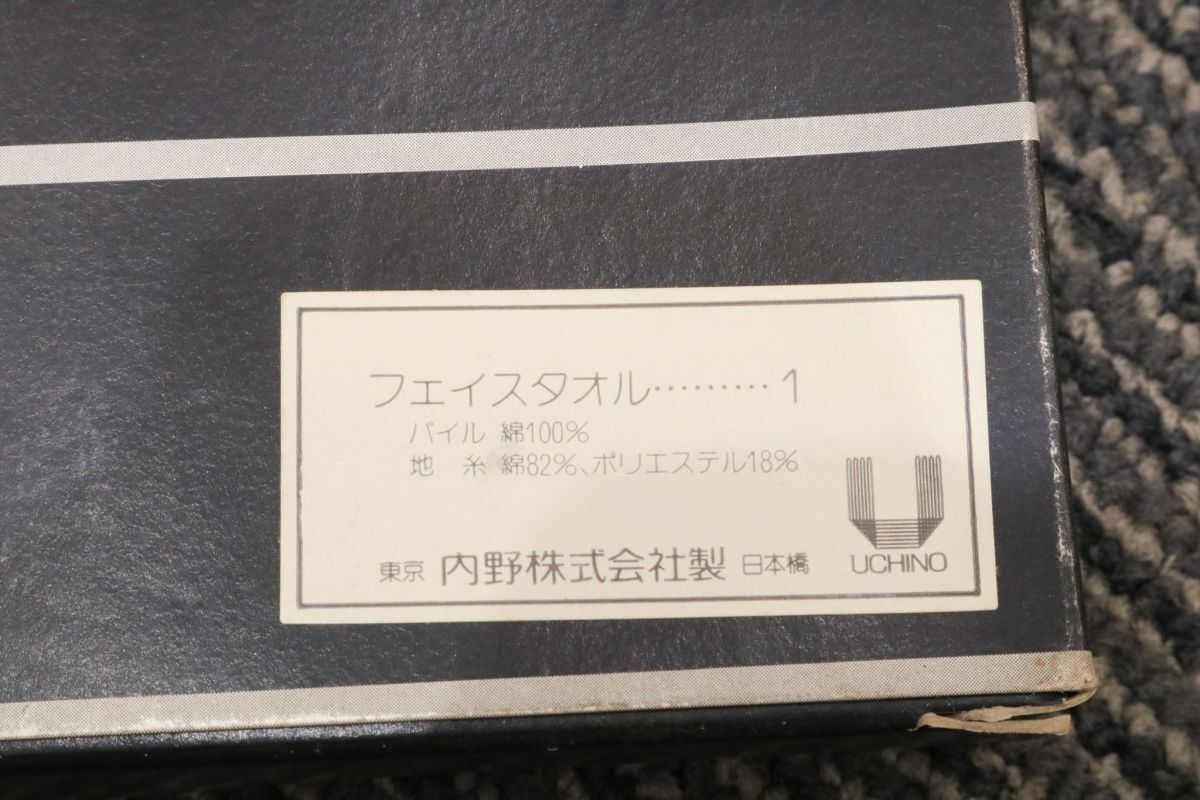 フェイスタオル………1
パイル 綿100%
地 糸 綿82%、ポリエステル18%
東京 内野株式会社製 日本橋
UCHINO